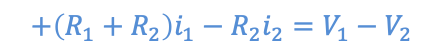 +(R₁ + R₂)i₁ − R₂i₂ = V₁ − V₂